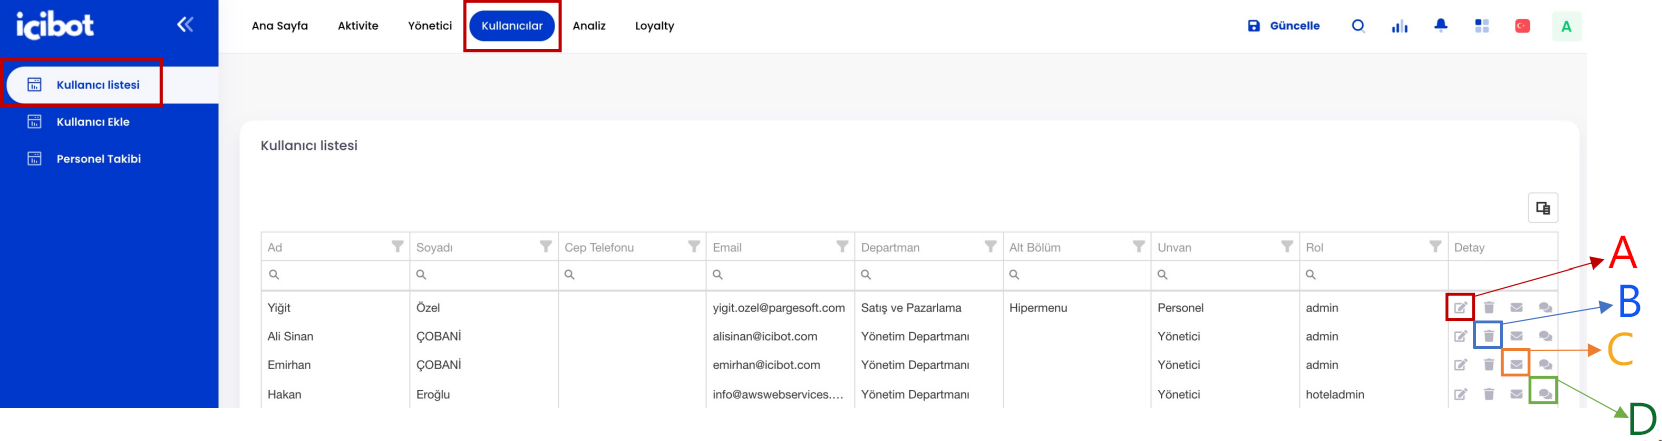 icibot
Ana Sayfa Aktivite Yönetici Kullanıcılar Analiz Loyalty Güncelle A
Kullanıcı listesi
Kullanıcı Ekle
Personel Takibi
Kullanıcı listesi
Ad Soyadı Cep Telefonu Email Departman Alt Bölüm Unvan Rol Detay
Yiğit Özel yigit.ozel@pargesoft.com Satış ve Pazarlama Hipermenu Personel admin
Ali Sinan ÇOBANİ alisinan@icibot.com Yönetim Departmanı Yönetici admin
Emirhan ÇOBANİ emirhan@icibot.com Yönetim Departmanı Yönetici admin
Hakan Eroğlu info@awswebservices.... Yönetim Departmanı Yönetici hoteladmin
A
B
C
D